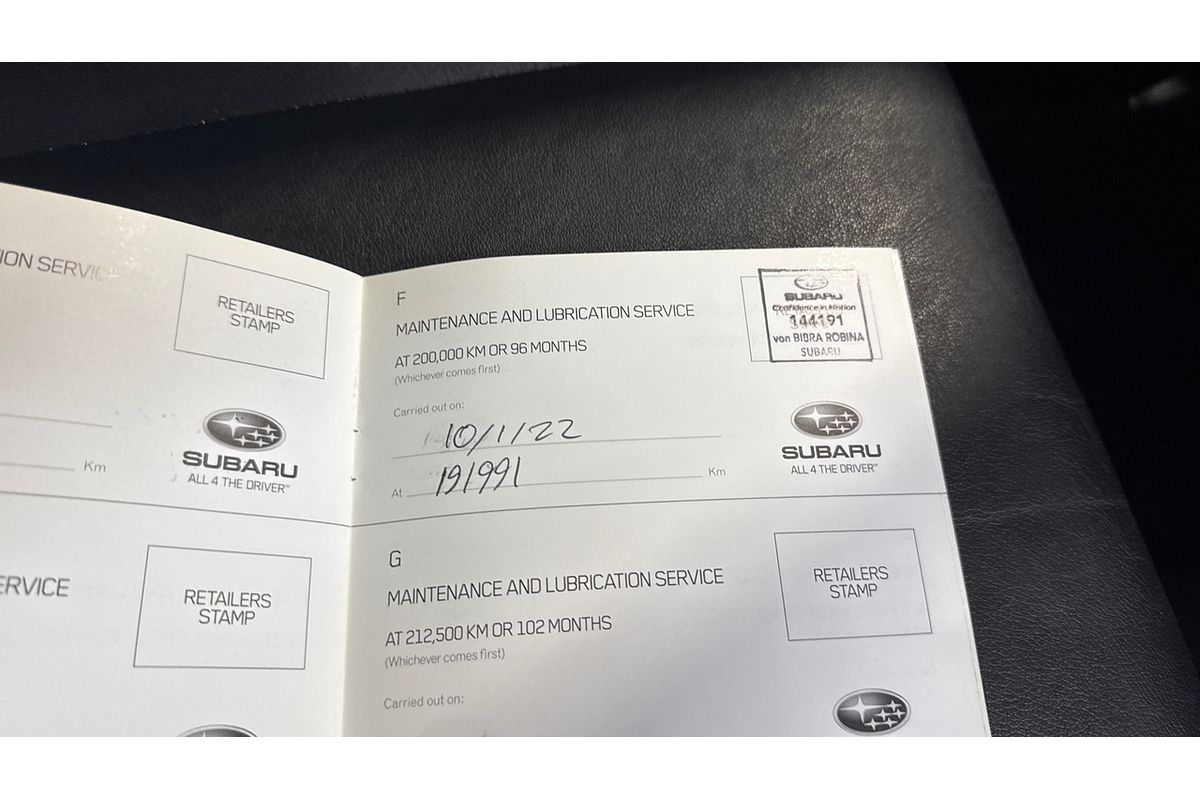 ION SERVIC
RETAILERS
STAMP
Km
SUBARU
ALL 4 THE DRIVER™
ERVICE
RETAILERS
STAMP
F
MAINTENANCE AND LUBRICATION SERVICE
AT 200,000 KM OR 96 MONTHS
(Whichever comes first)
Carried out on:
10/1/22
At 191991 Km
SUBARU
Confidence in Motion
144191
von BIBRA ROBINA
SUBARU
SUBARU
ALL 4 THE DRIVER™
G
MAINTENANCE AND LUBRICATION SERVICE
AT 212,500 KM OR 102 MONTHS
(Whichever comes first)
Carried out on:
RETAILERS
STAMP